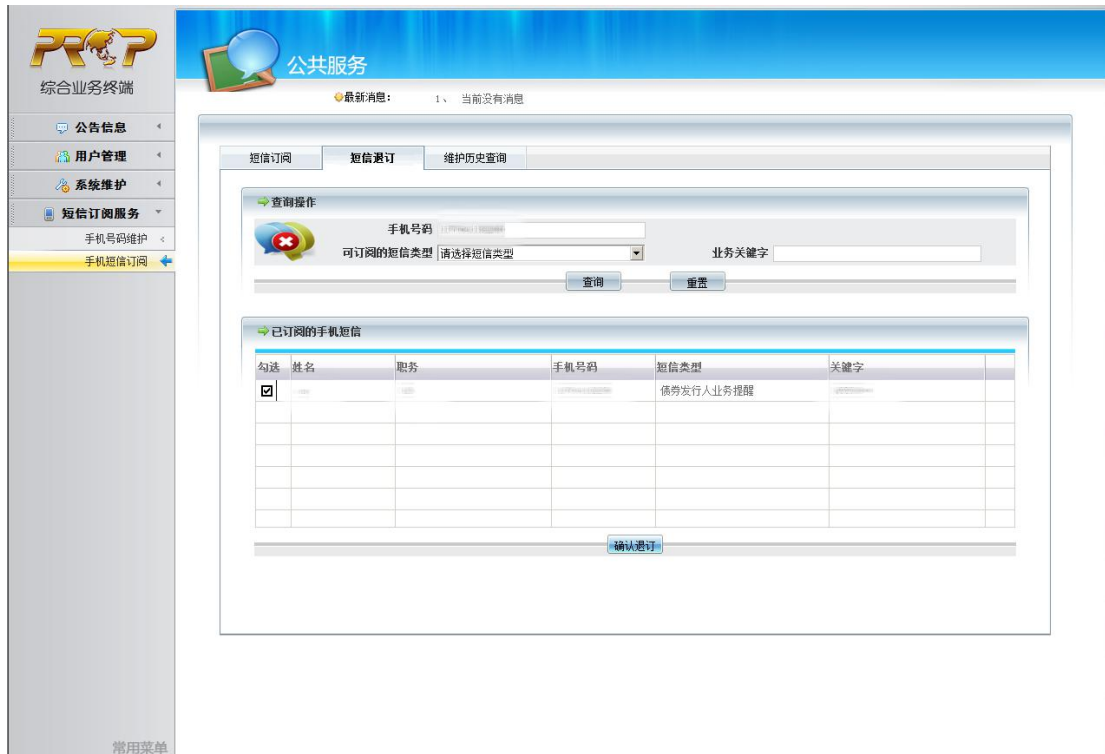 PROP
综合业务终端
公共服务
最新消息： 1、 当前没有消息
公告信息
用户管理
系统维护
短信订阅服务
手机号码维护
手机短信订阅
短信订阅 短信退订 维护历史查询
查询操作
手机号码
可订阅的短信类型 请选择短信类型 业务关键字
查询 重置
已订阅的手机短信
勾选 姓名 职务 手机号码 短信类型 关键字
债券发行人业务提醒
确认退订
常用菜单